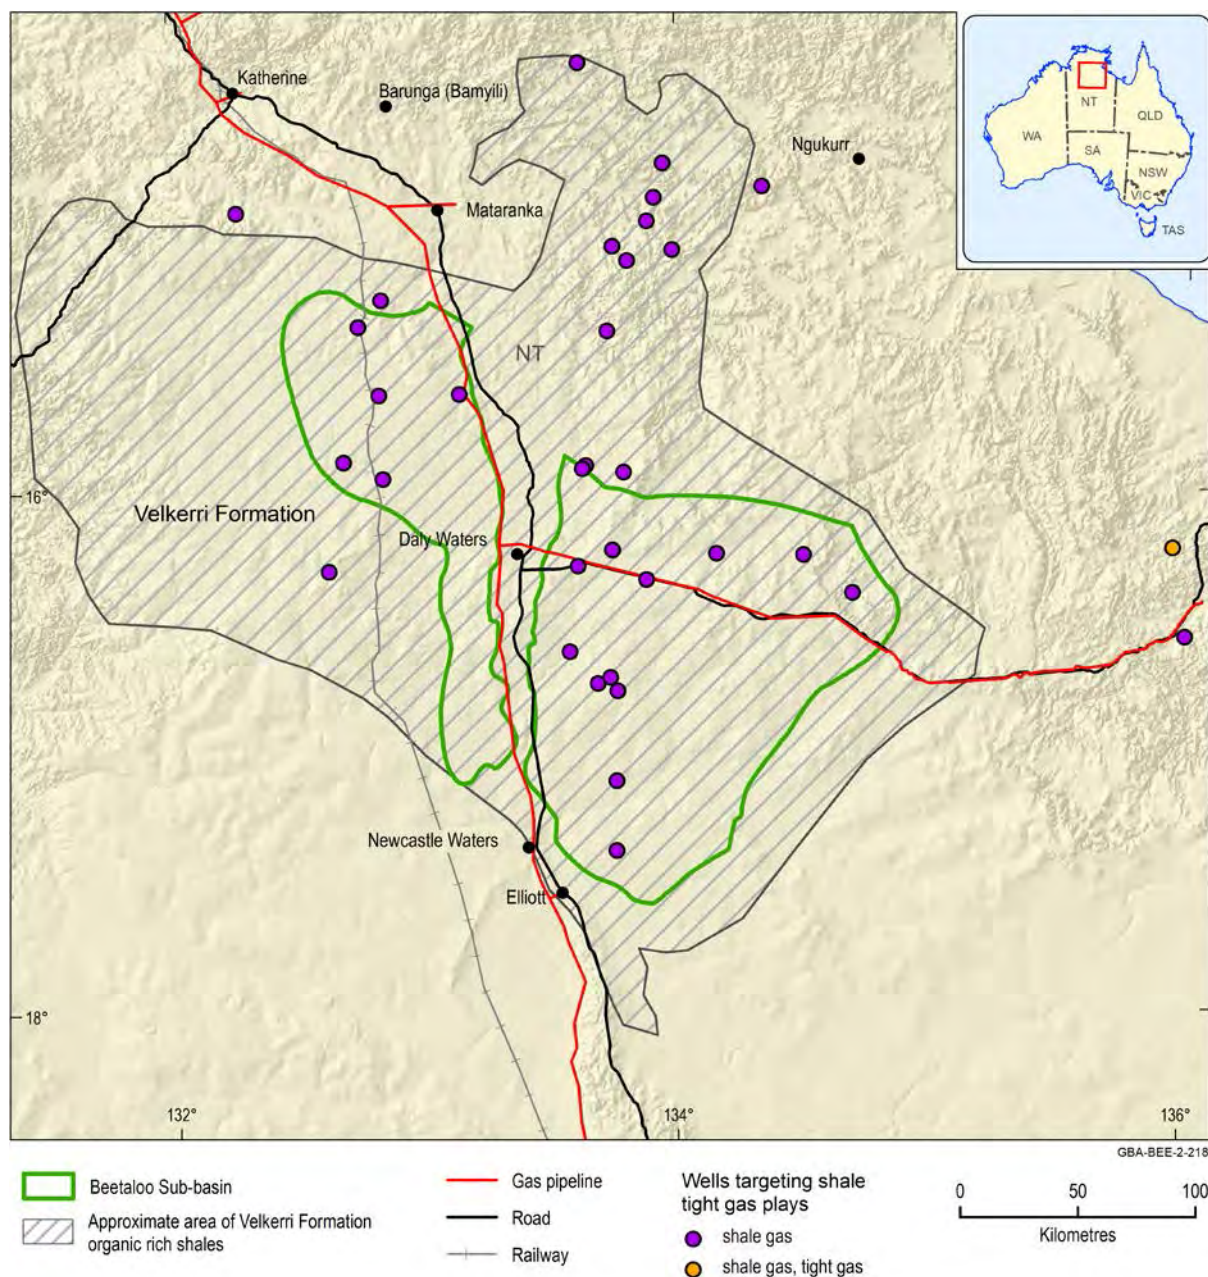 Katherine
Barunga (Bamyili)
Ngukurr
Mataranka
NT
WA
NT
QLD
SA
NSW
VIC
TAS
16°
Velkerri Formation
Daly Waters
Newcastle Waters
Elliott
18°
132°
134°
136°
GBA-BEE-2-218
Beetaloo Sub-basin
Approximate area of Velkerri Formation
organic rich shales
Gas pipeline
Road
Railway
Wells targeting shale
tight gas plays
shale gas
shale gas, tight gas
0 50 100
Kilometres